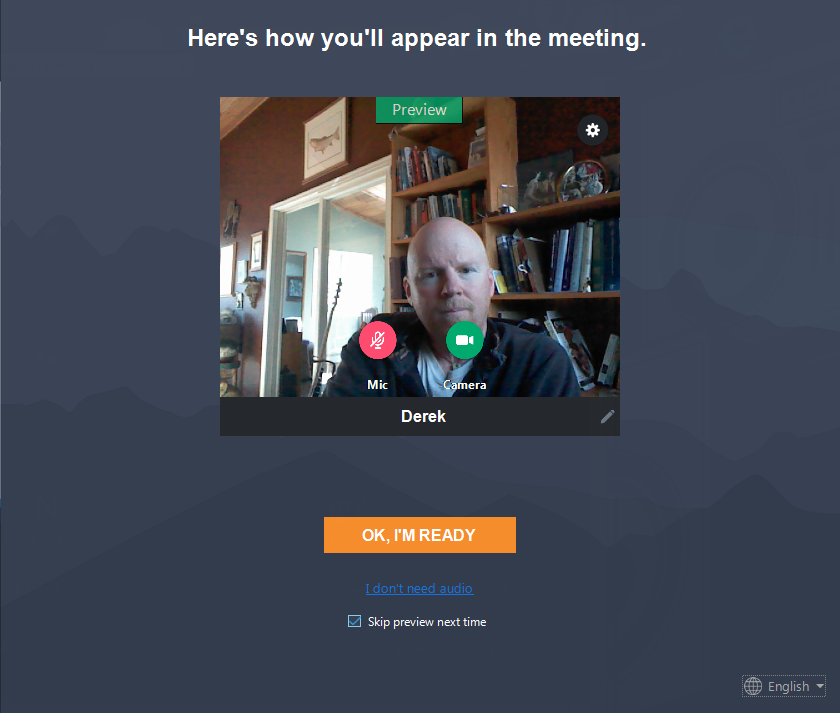 Here's how you'll appear in the meeting.
Preview
Mic
Camera
Derek
OK, I'M READY
I don't need audio
Skip preview next time
English